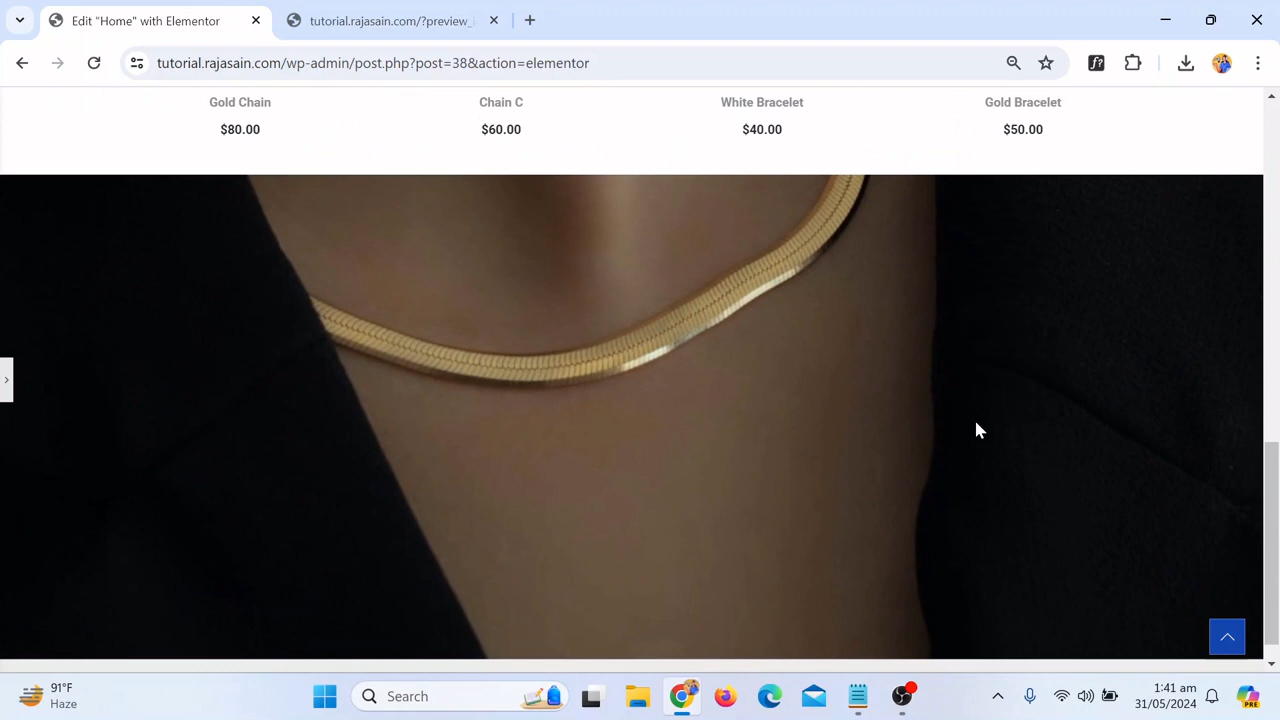 Edit "Home" with Elementor
tutorial.rajasain.com/?preview_
tutorial.rajasain.com/wp-admin/post.php?post=38&action=elementor
Gold Chain
Chain C
White Bracelet
Gold Bracelet
$80.00
$60.00
$40.00
$50.00
91°F
Haze
Search
PRE
1:41 am
31/05/2024